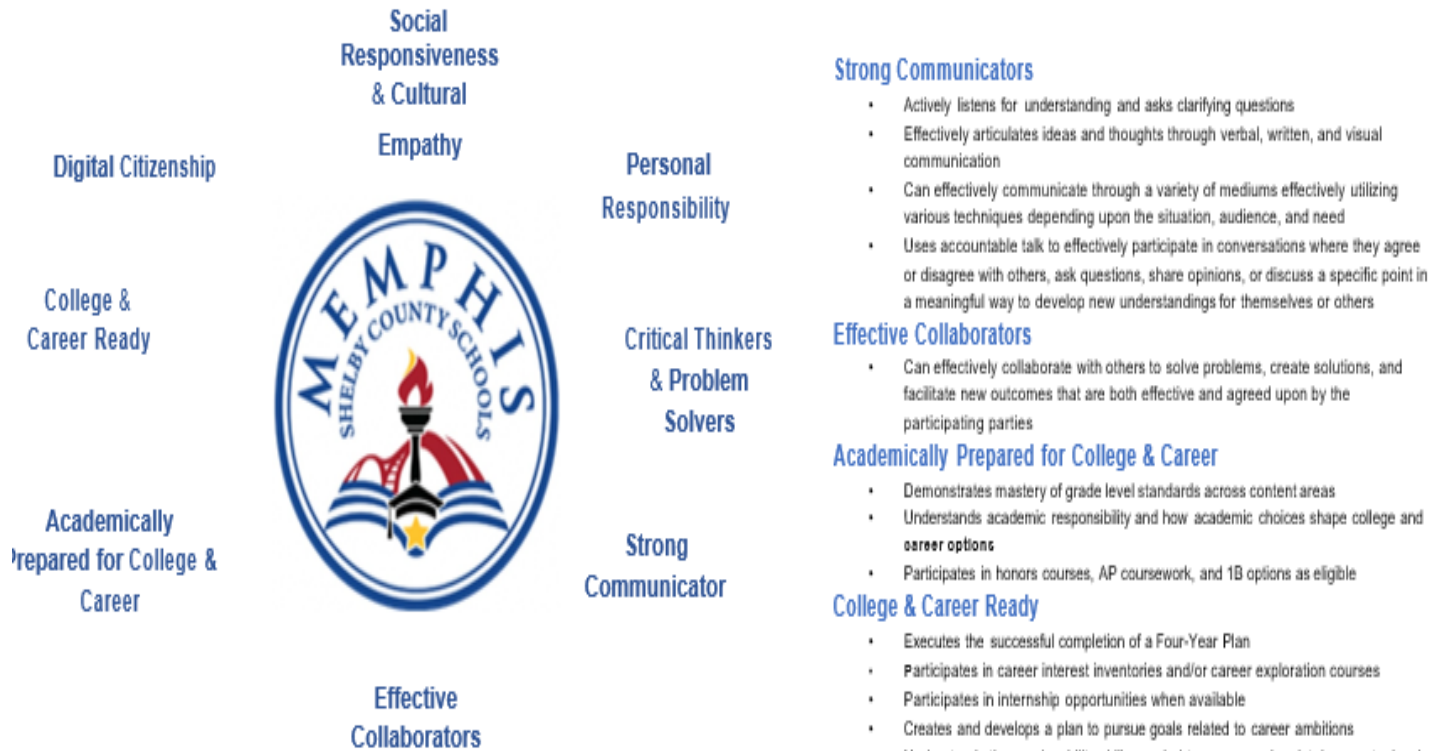 Social
Responsiveness
& Cultural
Empathy
Digital Citizenship
Personal
Responsibility
College &
Career Ready
Critical Thinkers
& Problem
Solvers
Academically
Prepared for College &
Career
Strong
Communicator
Effective
Collaborators
MEMPHIS
SHELBY COUNTY SCHOOLS
Strong Communicators
• Actively listens for understanding and asks clarifying questions
• Effectively articulates ideas and thoughts through verbal, written, and visual
communication
• Can effectively communicate through a variety of mediums effectively utilizing
various techniques depending upon the situation, audience, and need
• Uses accountable talk to effectively participate in conversations where they agree
or disagree with others, ask questions, share opinions, or discuss a specific point in
a meaningful way to develop new understandings for themselves or others
Effective Collaborators
• Can effectively collaborate with others to solve problems, create solutions, and
facilitate new outcomes that are both effective and agreed upon by the
participating parties
Academically Prepared for College & Career
• Demonstrates mastery of grade level standards across content areas
• Understands academic responsibility and how academic choices shape college and
career options
• Participates in honors courses, AP coursework, and 1B options as eligible
College & Career Ready
• Executes the successful completion of a Four-Year Plan
• Participates in career interest inventories and/or career exploration courses
• Participates in internship opportunities when available
• Creates and develops a plan to pursue goals related to career ambitions